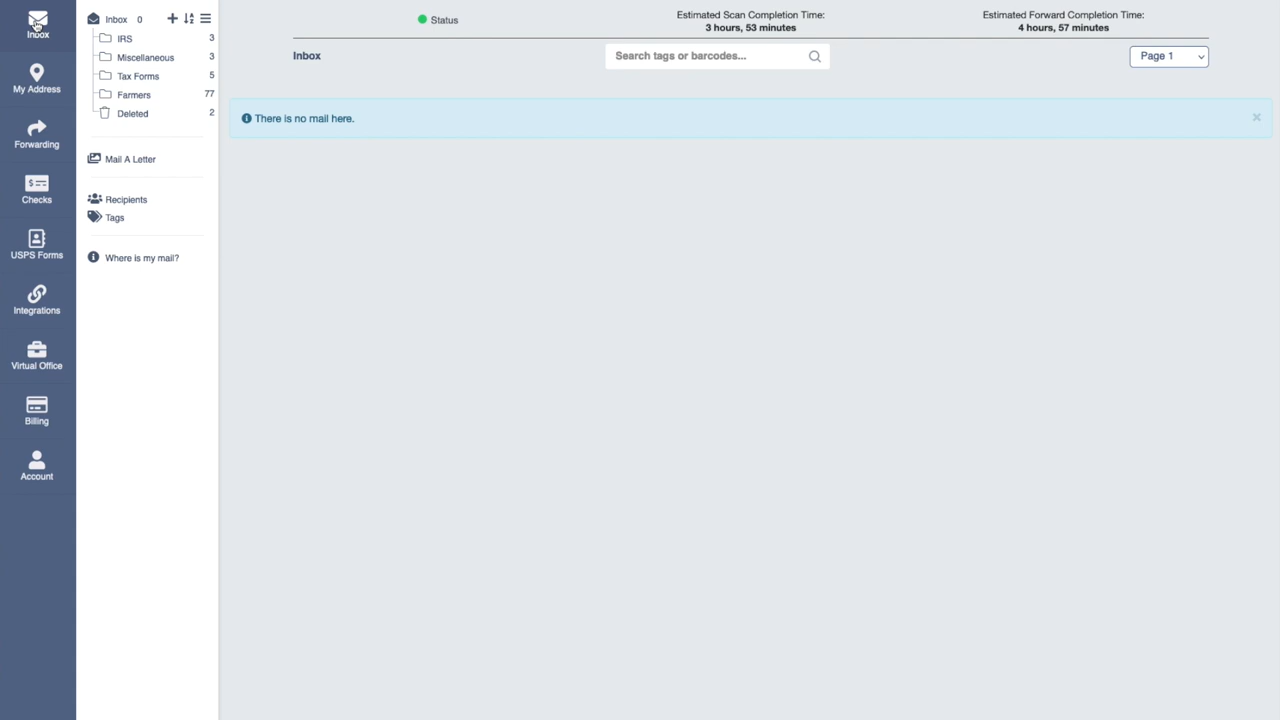 Inbox
My Address
Forwarding
Checks
USPS Forms
Integrations
Virtual Office
Billing
Account
Inbox 0
IRS 3
Miscellaneous 3
Tax Forms 5
Farmers 77
Deleted 2
Mail A Letter
Recipients
Tags
Where is my mail?
Status
Estimated Scan Completion Time:
3 hours, 53 minutes
Estimated Forward Completion Time:
4 hours, 57 minutes
Inbox
Search tags or barcodes...
Page 1
There is no mail here.